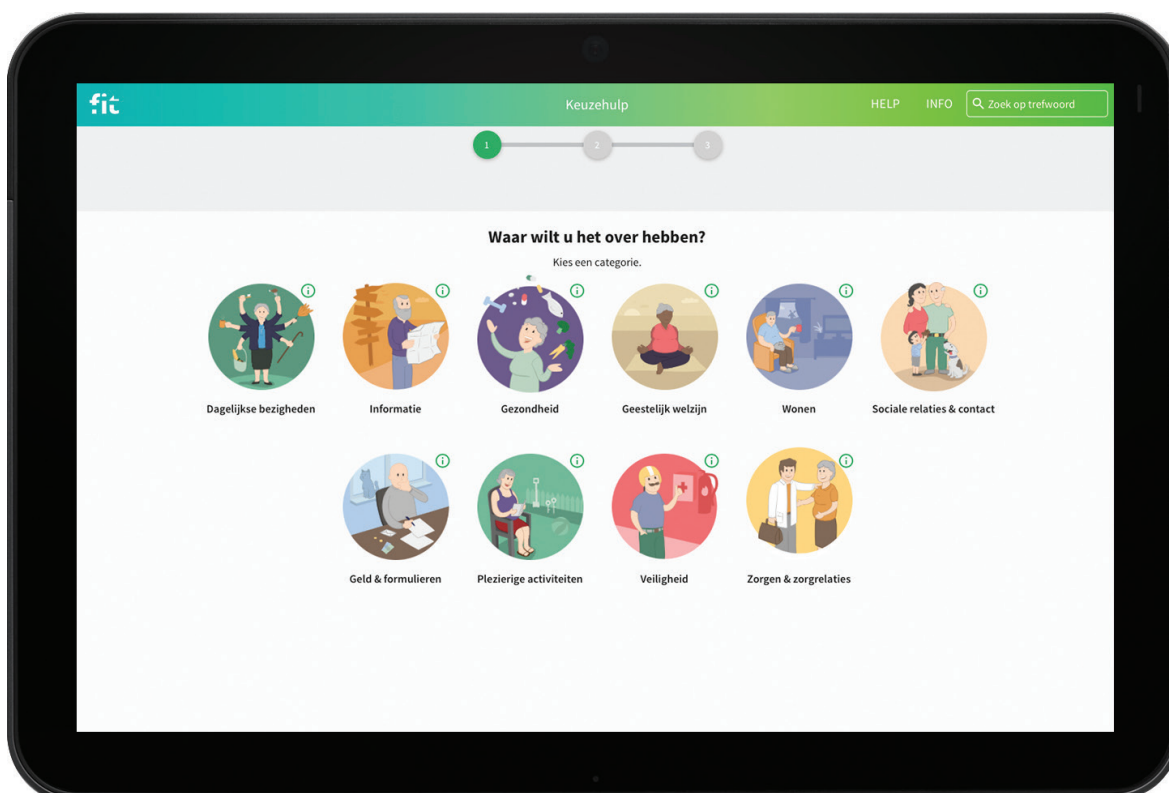 fit
Keuzehulp
HELP
INFO
Zoek op trefwoord
1
2
3
Waar wilt u het over hebben?
Kies een categorie.
Dagelijkse bezigheden
Informatie
Gezondheid
Geestelijk welzijn
Wonen
Sociale relaties & contact
Geld & formulieren
Plezierige activiteiten
Veiligheid
Zorgen & zorgrelaties